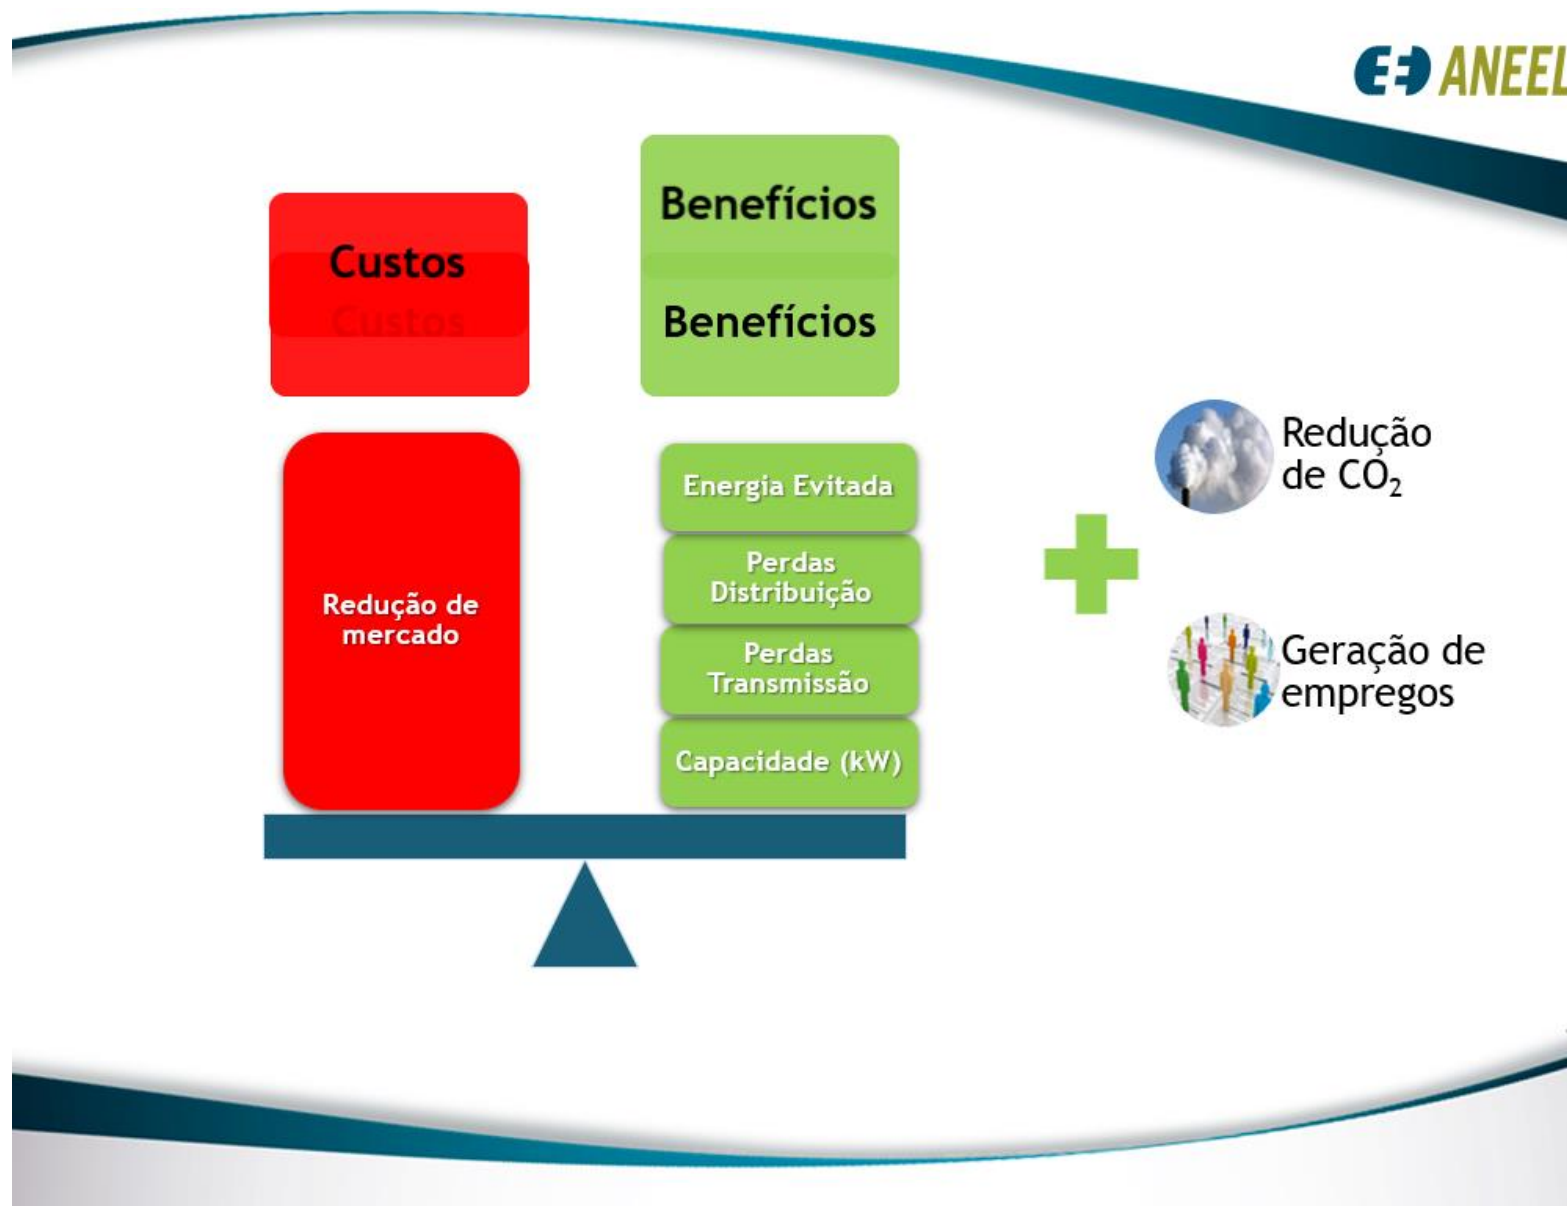 ANEEL
Custos
Custos
Benefícios
Benefícios
Redução de
mercado
Energia Evitada
Perdas
Distribuição
Perdas
Transmissão
Capacidade (kW)
Redução
de CO₂
Geração de
empregos